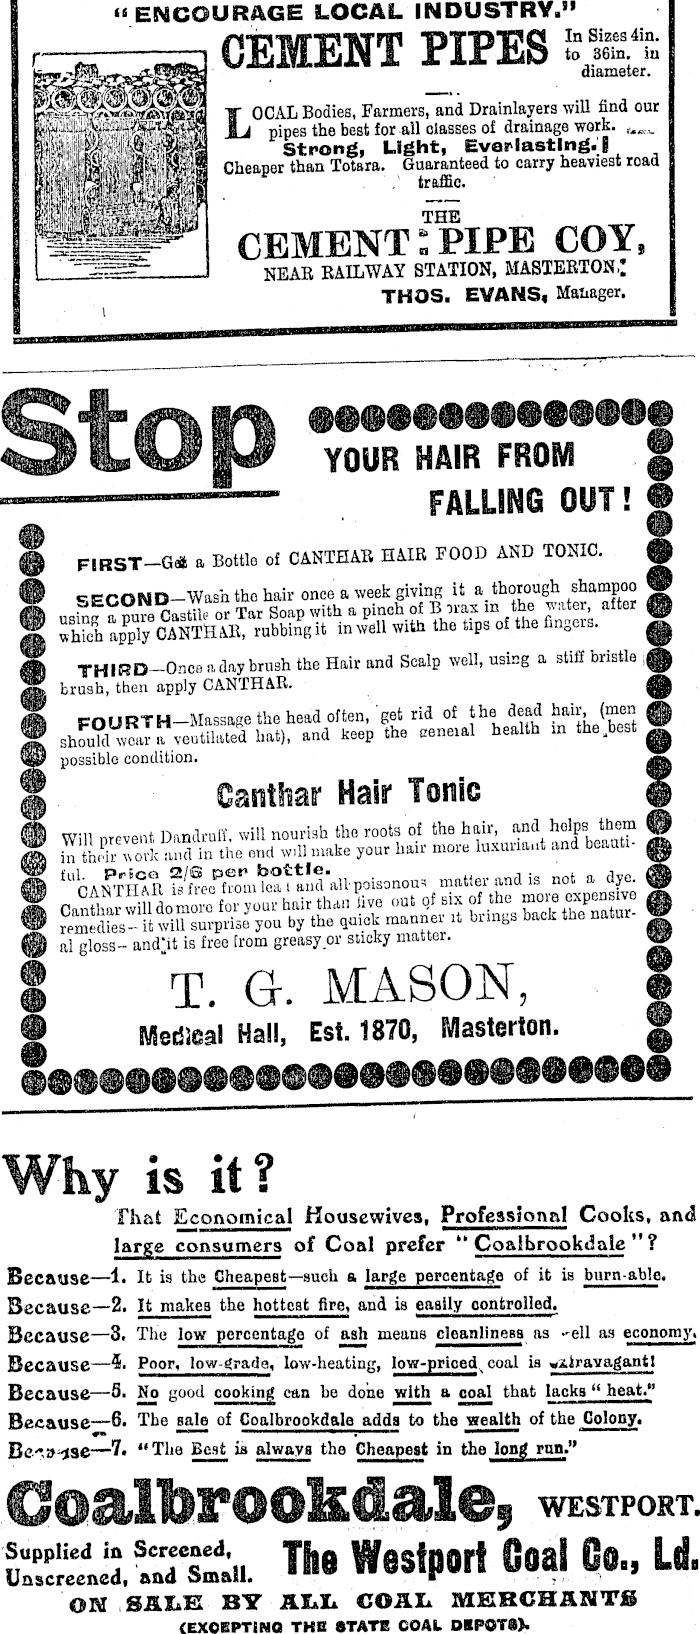 "ENCOURAGE LOCAL INDUSTRY."
CEMENT PIPES
In Sizes 4in.
to 36in. in
diameter.
LOCAL Bodies, Farmers, and Drainlayers will find our
pipes the best for all classes of drainage work.
Strong, Light, Everlasting.
Cheaper than Totara. Guaranteed to carry heaviest road
traffic.
THE
CEMENT : PIPE COY,
NEAR RAILWAY STATION, MASTERTON,
THOS. EVANS, Manager.
Stop
YOUR HAIR FROM
FALLING OUT!
FIRST—Get a Bottle of CANTHAR HAIR FOOD AND TONIC.
SECOND—Wash the hair once a week giving it a thorough shampoo
using a pure Castile or Tar Soap with a pinch of Borax in the water, after
which apply CANTHAR, rubbing it in well with the tips of the fingers.
THIRD—Once a day brush the Hair and Scalp well, using a stiff bristle
brush, then apply CANTHAR.
FOURTH—Massage the head often, get rid of the dead hair, (men
should wear a ventilated hat), and keep the general health in the best
possible condition.
Canthar Hair Tonic
Will prevent Dandruff, will nourish the roots of the hair, and helps them
in their work and in the end will make your hair more luxuriant and beauti-
ful. Price 2/6 per bottle.
CANTHAR is free from lead and all poisonous matter and is not a dye.
Canthar will do more for your hair than five out of six of the more expensive
remedies—it will surprise you by the quick manner it brings back the natur-
al gloss—and it is free from greasy or sticky matter.
T. G. MASON,
Medical Hall, Est. 1870, Masterton.
Why is it?
That Economical Housewives, Professional Cooks, and
large consumers of Coal prefer "Coalbrookdale"?
Because—1. It is the Cheapest—such a large percentage of it is burn-able.
Because—2. It makes the hottest fire, and is easily controlled.
Because—3. The low percentage of ash means cleanliness as well as economy.
Because—4. Poor, low-grade, low-heating, low-priced coal is extravagant!
Because—5. No good cooking can be done with a coal that lacks "heat."
Because—6. The sale of Coalbrookdale adds to the wealth of the Colony.
Because—7. "The Best is always the Cheapest in the long run."
Coalbrookdale, WESTPORT.
Supplied in Screened,
Unscreened, and Small.
The Westport Coal Co., Ld.
ON SALE BY ALL COAL MERCHANTS
(EXCEPTING THE STATE COAL DEPOTS).